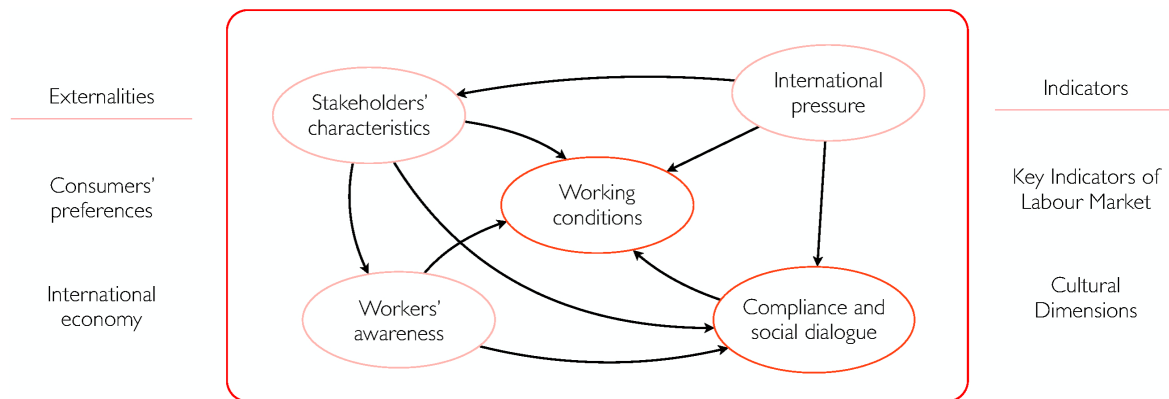 Externalities
Consumers’
preferences
International
economy
Stakeholders’
characteristics
International
pressure
Working
conditions
Workers’
awareness
Compliance and
social dialogue
Indicators
Key Indicators of
Labour Market
Cultural
Dimensions